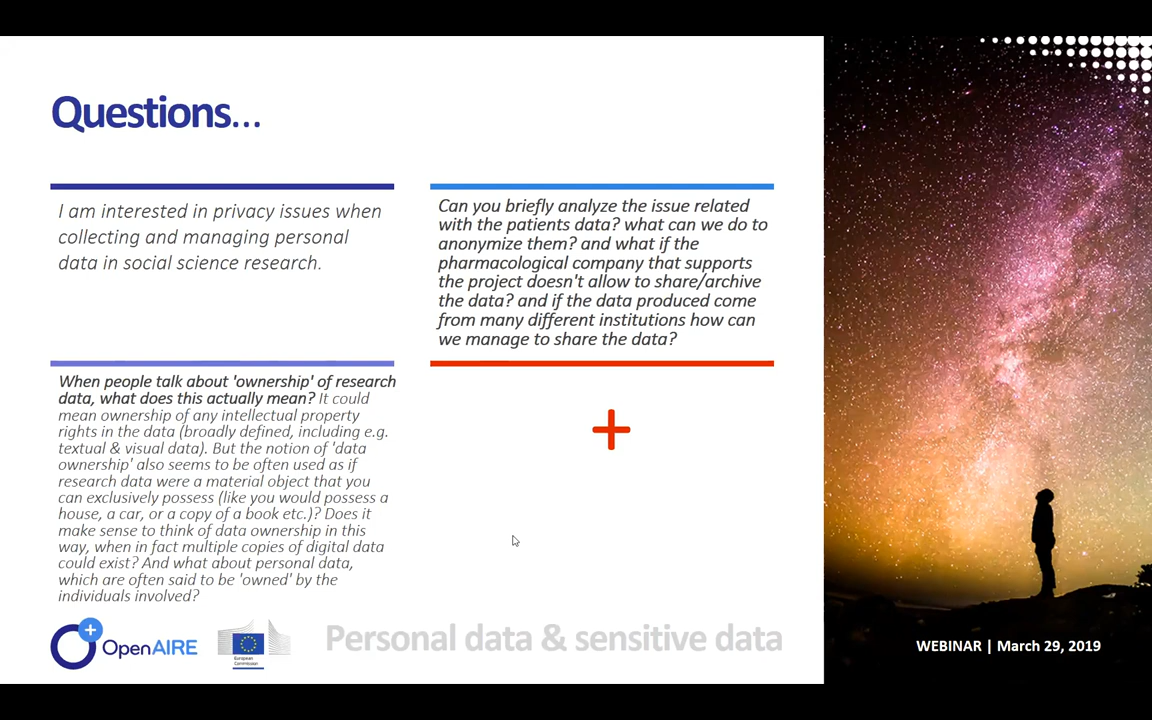 Questions...
I am interested in privacy issues when
collecting and managing personal
data in social science research.
Can you briefly analyze the issue related
with the patients data? what can we do to
anonymize them? and what if the
pharmacological company that supports
the project doesn't allow to share/archive
the data? and if the data produced come
from many different institutions how can
we manage to share the data?
When people talk about 'ownership' of research
data, what does this actually mean? It could
mean ownership of any intellectual property
rights in the data (broadly defined, including e.g.
textual & visual data). But the notion of 'data
ownership' also seems to be often used as if
research data were a material object that you
can exclusively possess (like you would possess a
house, a car, or a copy of a book etc.)? Does it
make sense to think of data ownership in this
way, when in fact multiple copies of digital data
could exist? And what about personal data,
which are often said to be 'owned' by the
individuals involved?
+
OpenAIRE
European
Commission
Personal data & sensitive data
WEBINAR | March 29, 2019